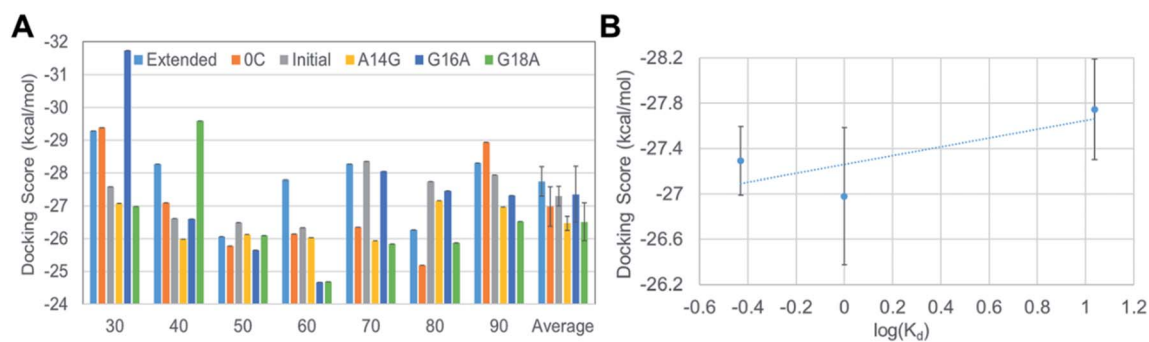 A
Docking Score (kcal/mol)
-32
-31
-30
-29
-28
-27
-26
-25
-24
Extended 0C Initial A14G G16A G18A
30 40 50 60 70 80 90 Average
B
Docking Score (kcal/mol)
-28.2
-27.8
-27.4
-27
-26.6
-26.2
-0.6 -0.4 -0.2 0 0.2 0.4 0.6 0.8 1 1.2
log(Kd)